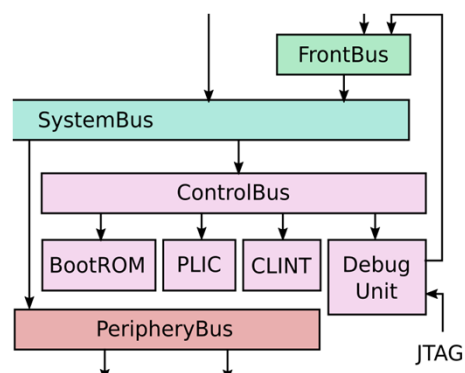 FrontBus
SystemBus
ControlBus
BootROM
PLIC
CLINT
Debug
Unit
PeripheryBus
JTAG